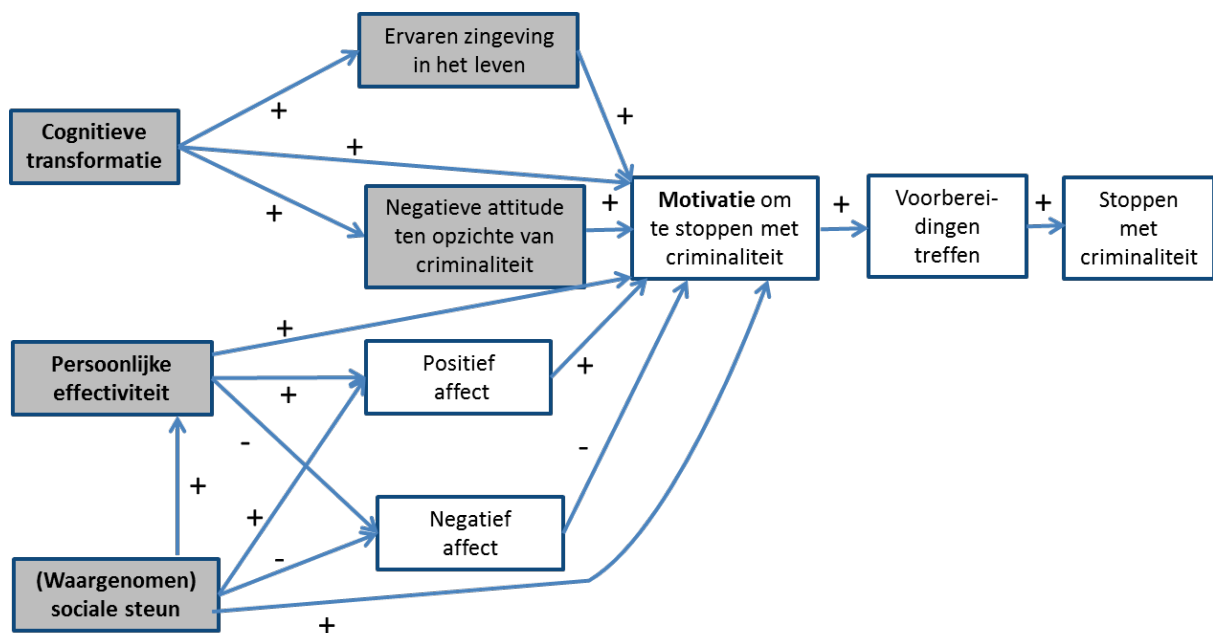 Ervaren zingeving
in het leven
+
+
Cognitieve
transformatie
+
+
Negatieve attitude
ten opzichte van
criminaliteit
+
Motivatie om
te stoppen met
criminaliteit
+
Voorberei-
dingen
treffen
+
Stoppen
met
criminaliteit
+
Persoonlijke
effectiviteit
+
Positief
affect
+
-
-
+
+
Negatief
affect
-
(Waargenomen)
sociale steun
+